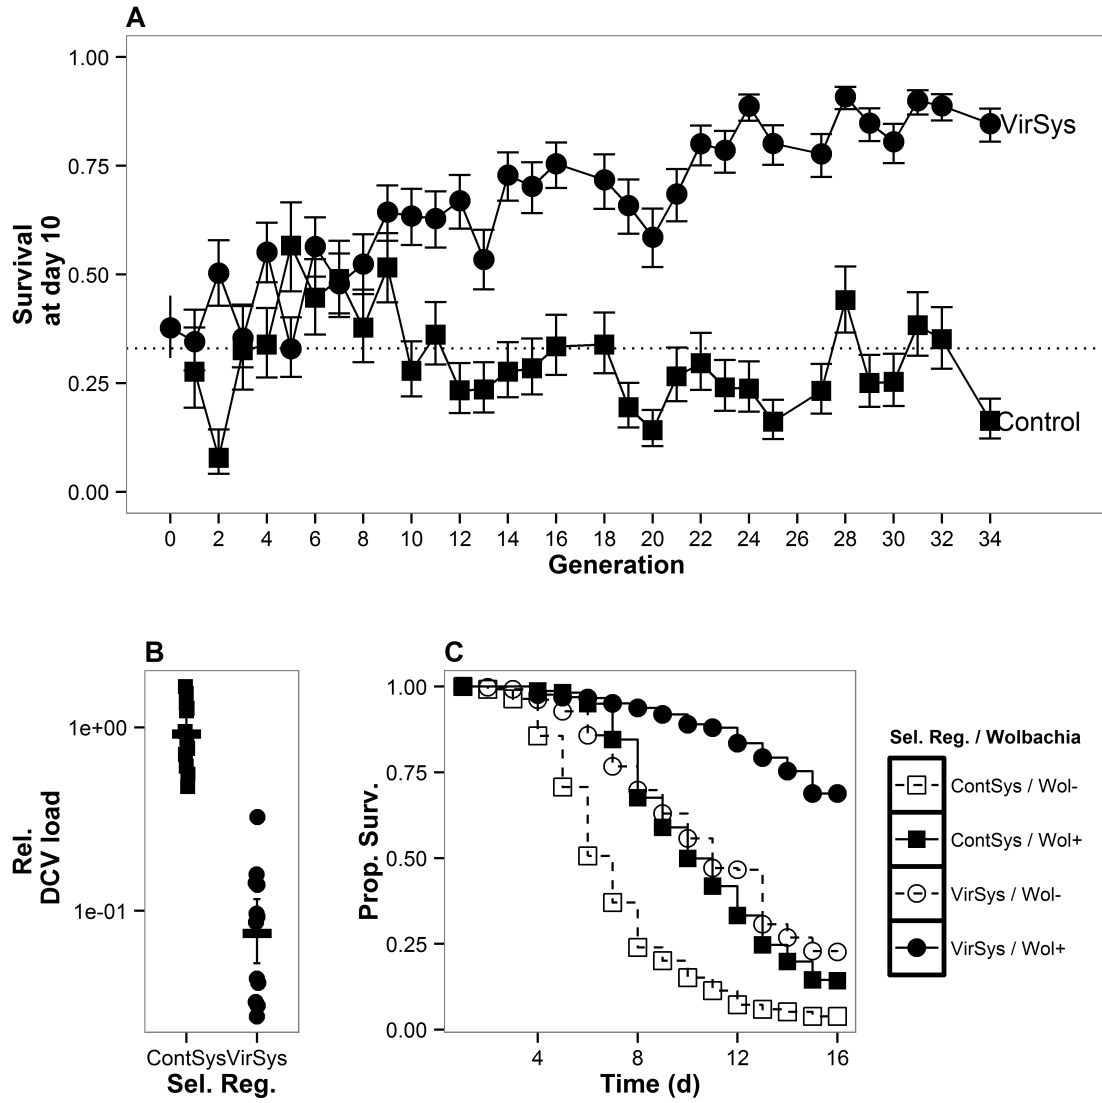 A
1.00
0.75
0.50
0.25
0.00
Survival
at day 10
VirSys
Control
0 2 4 6 8 10 12 14 16 18 20 22 24 26 28 30 32 34
Generation
B
1e+00
1e-01
Rel.
DCV load
ContSys VirSys
Sel. Reg.
C
1.00
0.75
0.50
0.25
0.00
Prop. Surv.
4 8 12 16
Time (d)
Sel. Reg. / Wolbachia
ContSys / Wol-
ContSys / Wol+
VirSys / Wol-
VirSys / Wol+